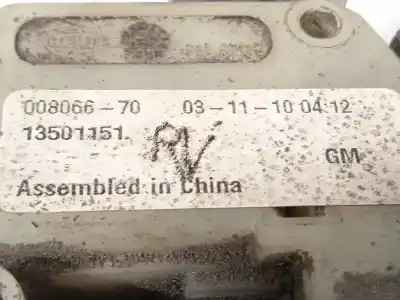 008066-70 03-11-10 04:12
13501151. RV
GM
Assembled in China